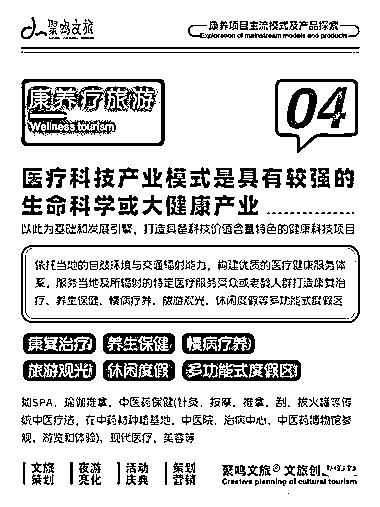 聚鸣文旅
康养项目主流模式及产品探索
Exploration of mainstream models and products
康养疗旅游
Wellness tourism
04
医疗科技产业模式是具有较强的
生命科学或大健康产业
以此为基础和发展引擎，打造具备科技价值含量特色的健康科技项目
依托当地的自然环境与交通辐射能力，构建优质的医疗健康服务体
系，服务当地及所辐射的特定医疗服务受众或老龄人群打造康复治
疗、养生保健、慢病疗养、旅游观光、休闲度假等多功能式度假区
康复治疗
养生保健
慢病疗养
旅游观光
休闲度假
多功能式度假区
如SPA、瑜伽推拿、中医药保健(针灸、按摩、推拿、刮、拔火罐等传
统中医疗法，在中药材种植基地、中医院、治病中心、中医药博物馆参
观、游览和体验)、现代医疗、美容等
文旅
策划
夜游
亮化
活动
庆典
策划
营销
聚鸣文旅® 文旅创
Creative planning of cultural tourism